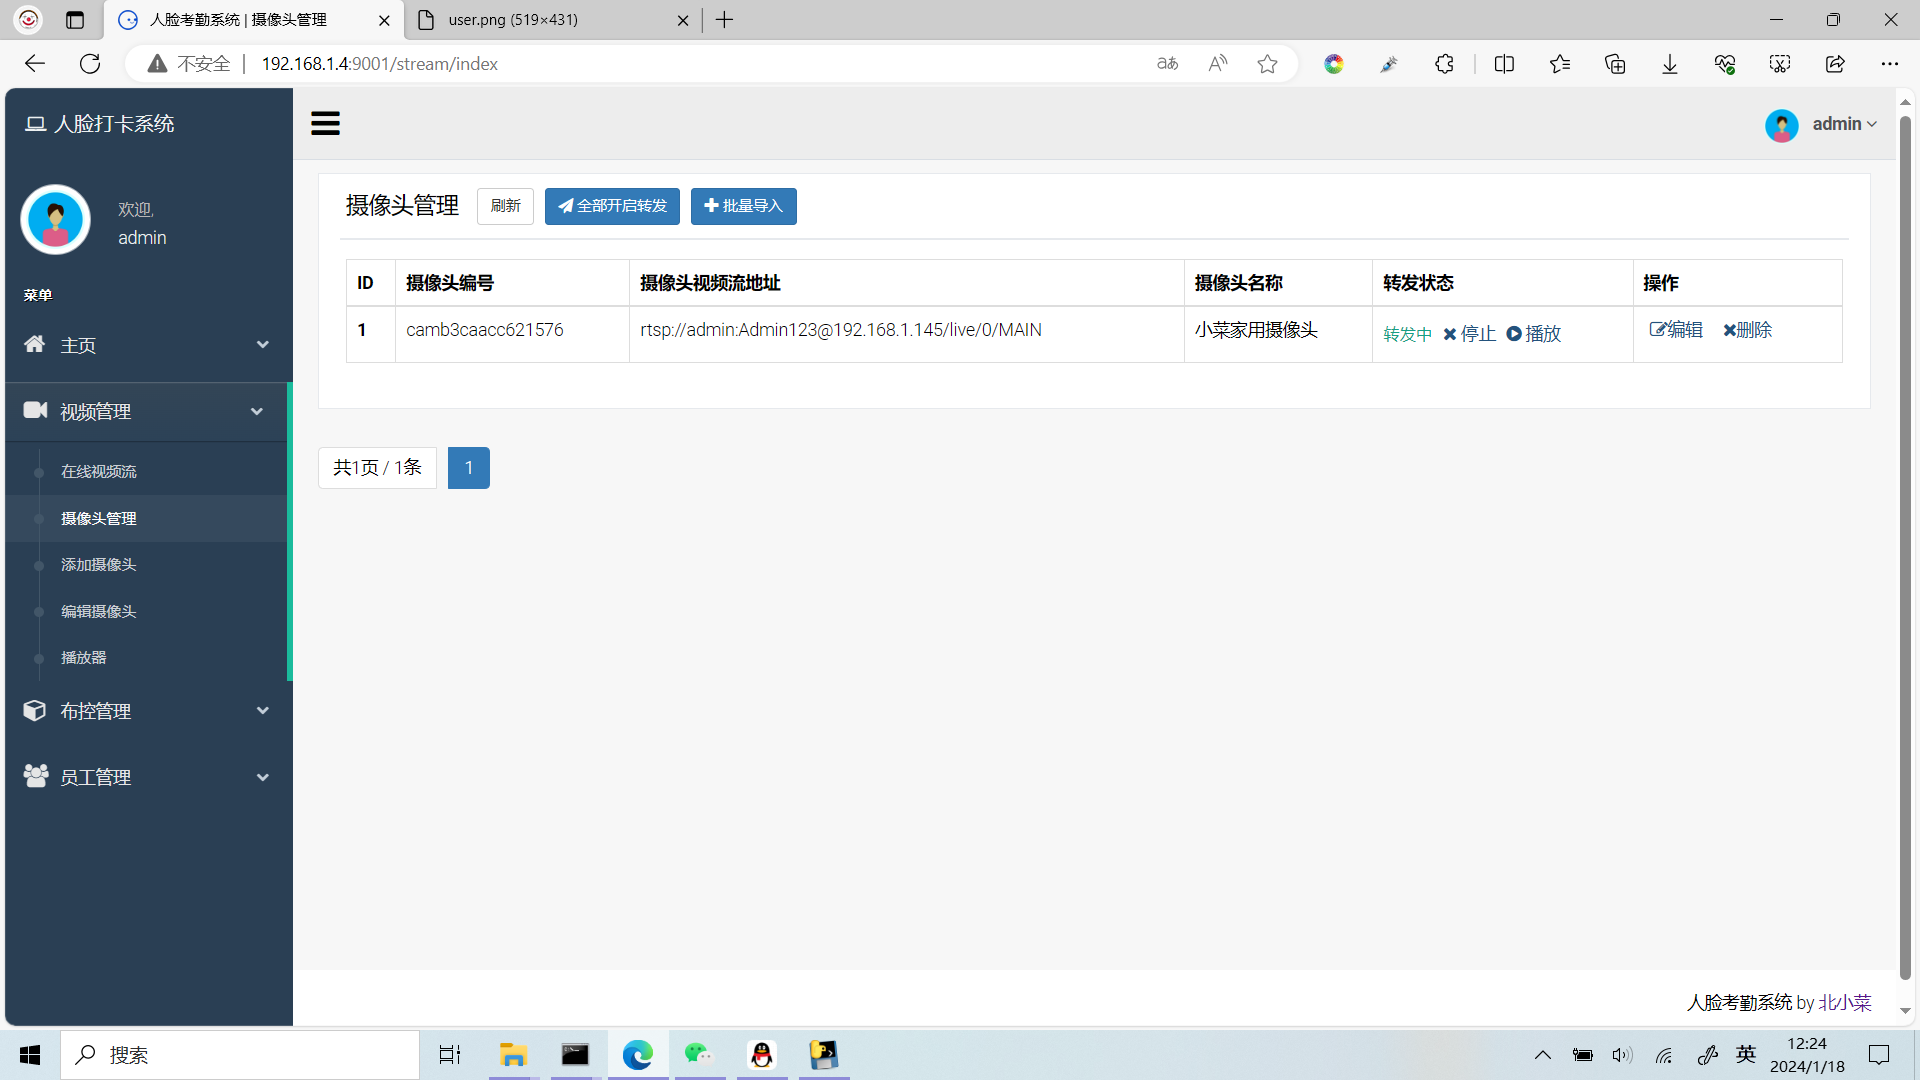 人脸考勤系统 | 摄像头管理
user.png (519×431)
不安全
192.168.1.4:9001/stream/index
人脸打卡系统
admin
欢迎,
admin
菜单
主页
视频管理
在线视频流
摄像头管理
添加摄像头
编辑摄像头
播放器
布控管理
员工管理
摄像头管理 刷新 全部开启转发 批量导入
ID 摄像头编号 摄像头视频流地址 摄像头名称 转发状态 操作
1 camb3caacc621576 rtsp://admin:Admin123@192.168.1.145/live/0/MAIN 小菜家用摄像头 转发中 停止 播放 编辑 删除
共1页 / 1条 1
人脸考勤系统 by 北小菜
搜索
英
12:24
2024/1/18